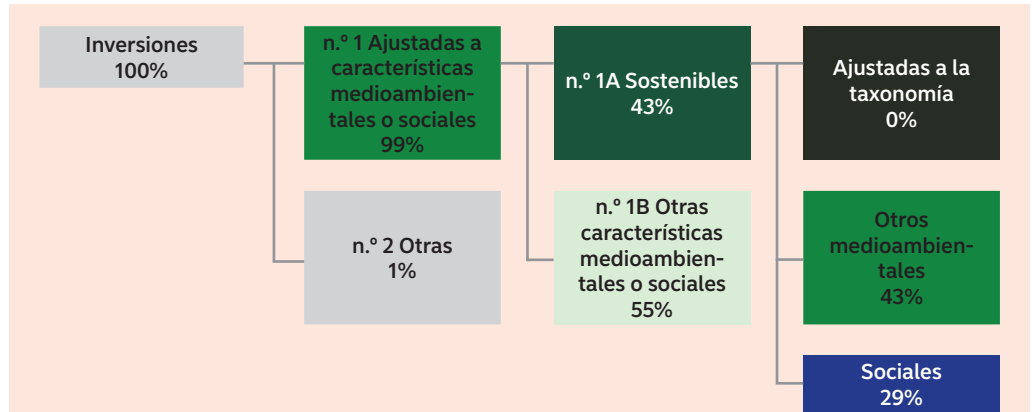 Inversiones
100%
n.º 1 Ajustadas a
características
medioambien-
tales o sociales
99%
n.º 1A Sostenibles
43%
Ajustadas a la
taxonomía
0%
n.º 2 Otras
1%
n.º 1B Otras
características
medioambien-
tales o sociales
55%
Otros
medioambien-
tales
43%
Sociales
29%